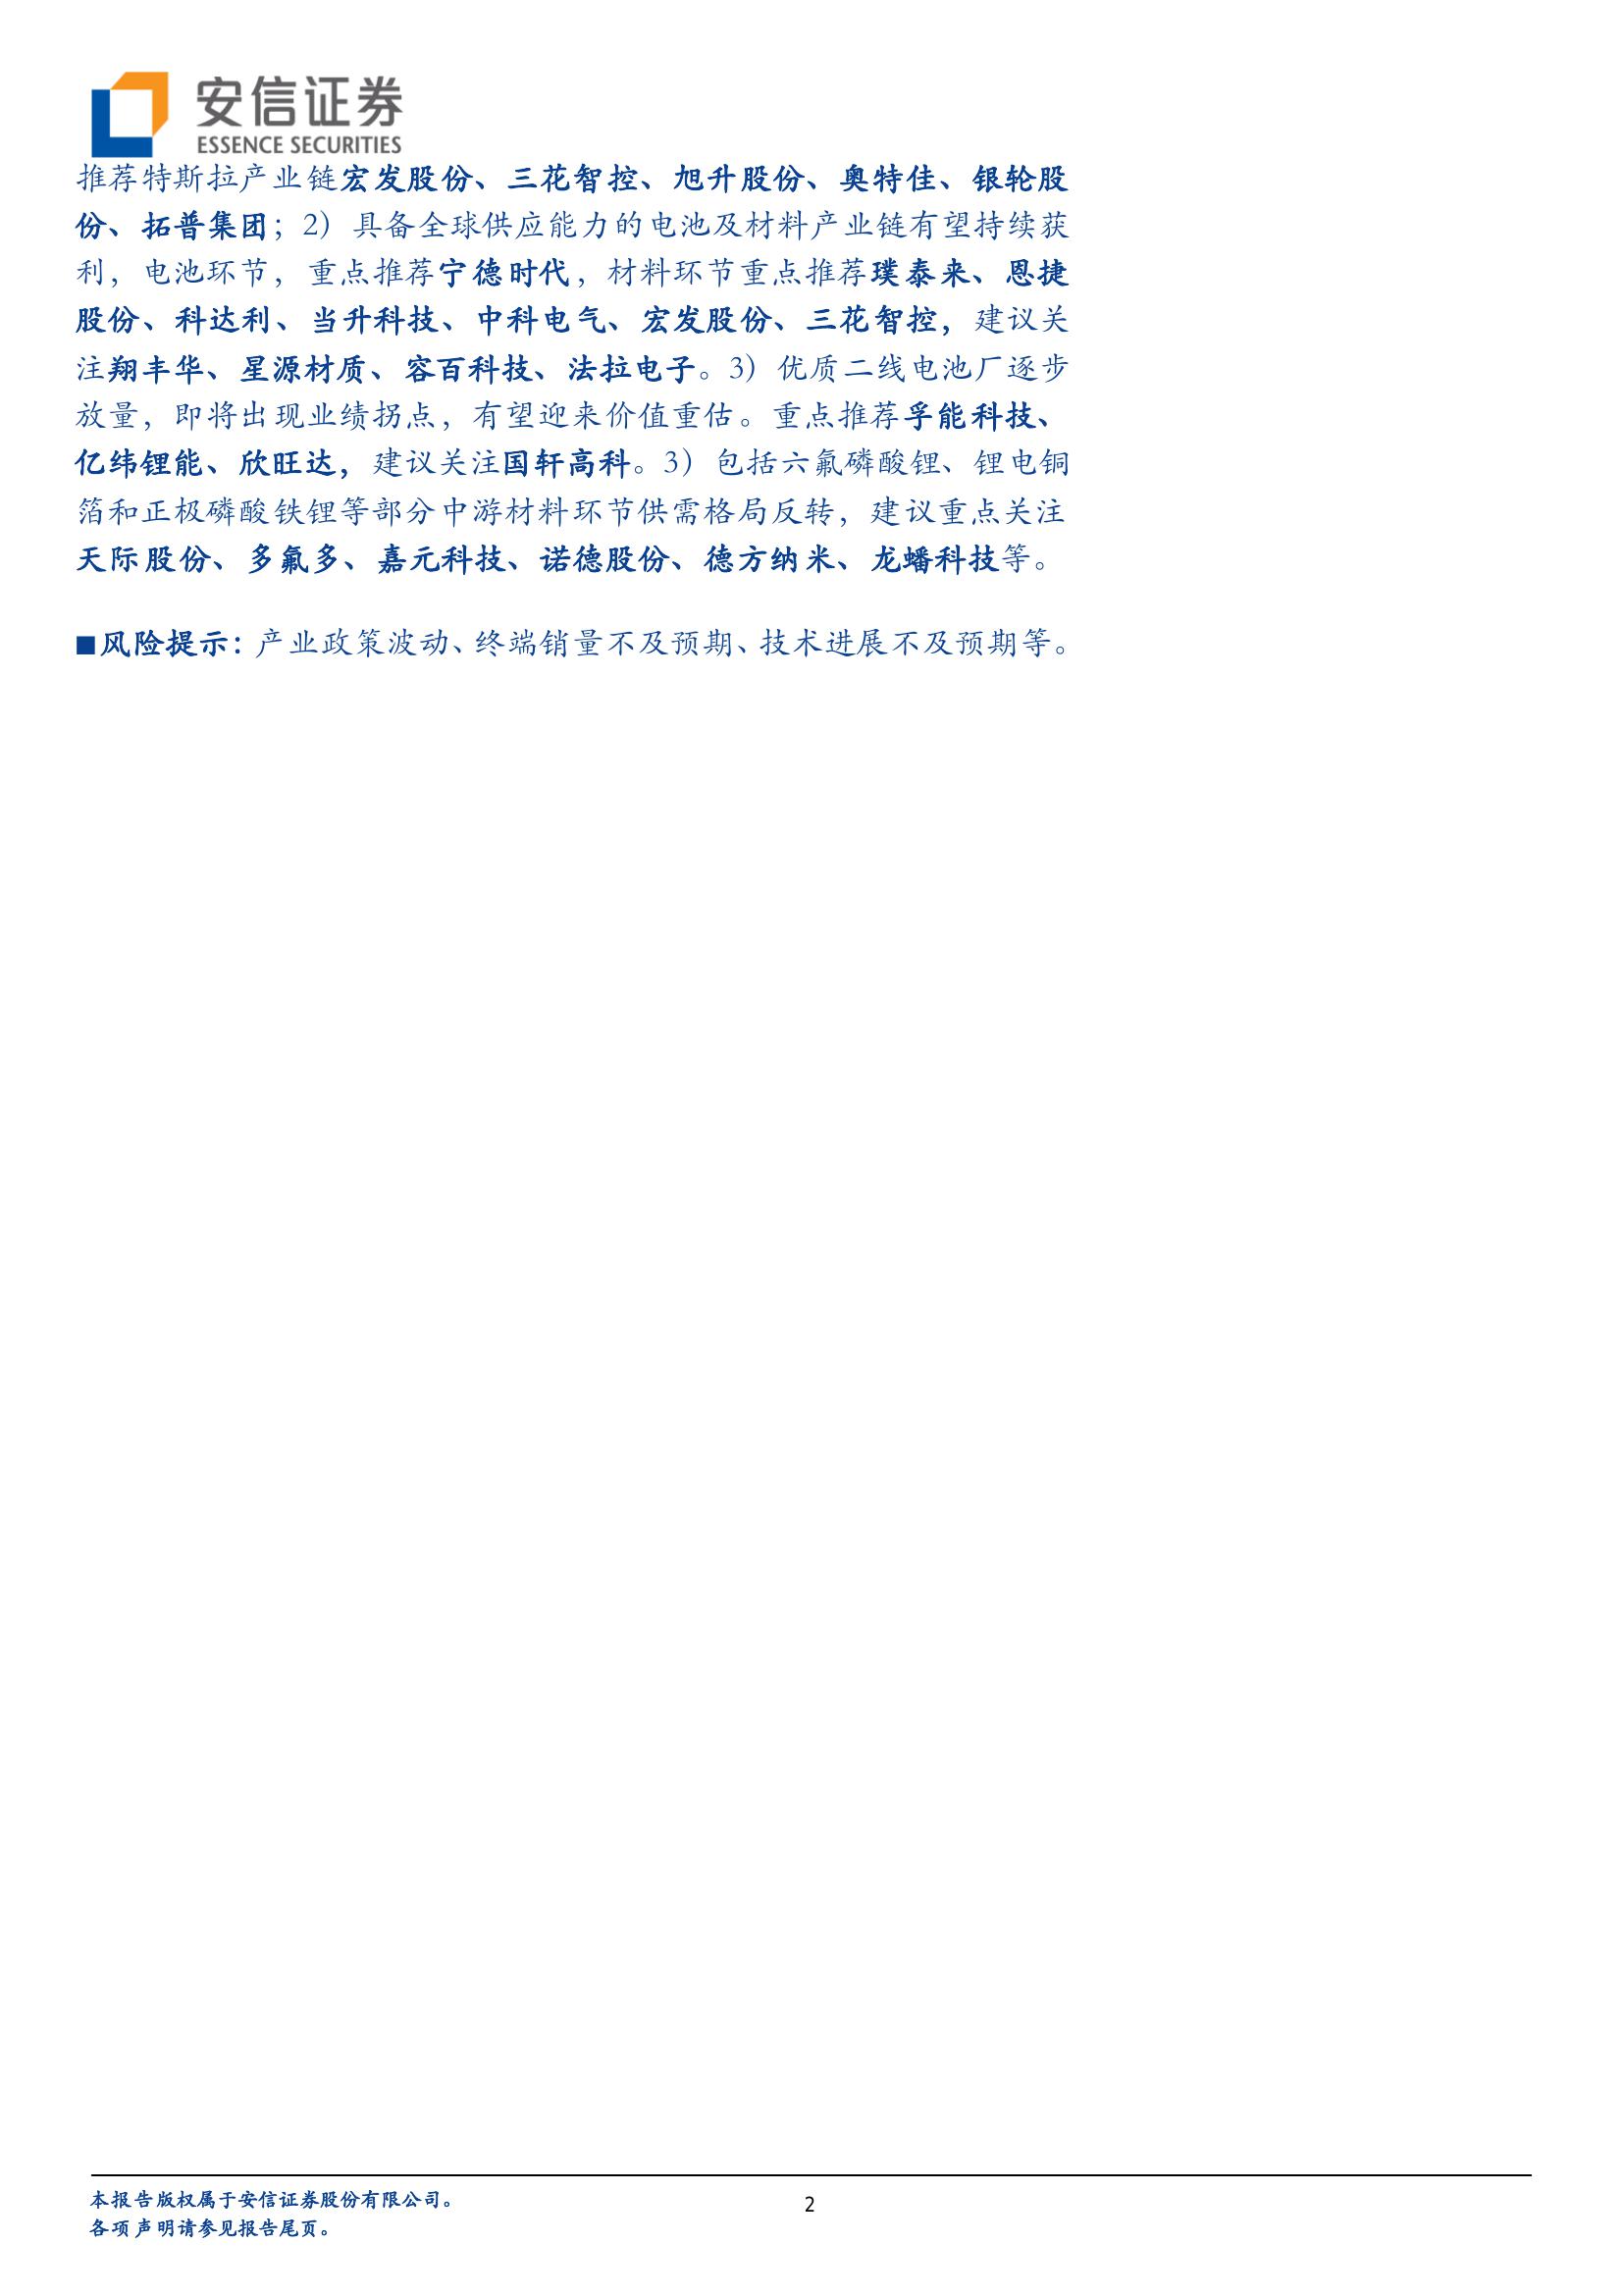 安信证券
ESSENCE SECURITIES
推荐特斯拉产业链宏发股份、三花智控、旭升股份、奥特佳、银轮股
份、拓普集团；2）具备全球供应能力的电池及材料产业链有望持续获
利，电池环节，重点推荐宁德时代，材料环节重点推荐璞泰来、恩捷
股份、科达利、当升科技、中科电气、宏发股份、三花智控，建议关
注翔丰华、星源材质、容百科技、法拉电子。3）优质二线电池厂逐步
放量，即将出现业绩拐点，有望迎来价值重估。重点推荐孚能科技、
亿纬锂能、欣旺达，建议关注国轩高科。3）包括六氟磷酸锂、锂电铜
箔和正极磷酸铁锂等部分中游材料环节供需格局反转，建议重点关注
天际股份、多氟多、嘉元科技、诺德股份、德方纳米、龙蟠科技等。
■风险提示：产业政策波动、终端销量不及预期、技术进展不及预期等。
本报告版权属于安信证券股份有限公司。
各项声明请参见报告尾页。
2